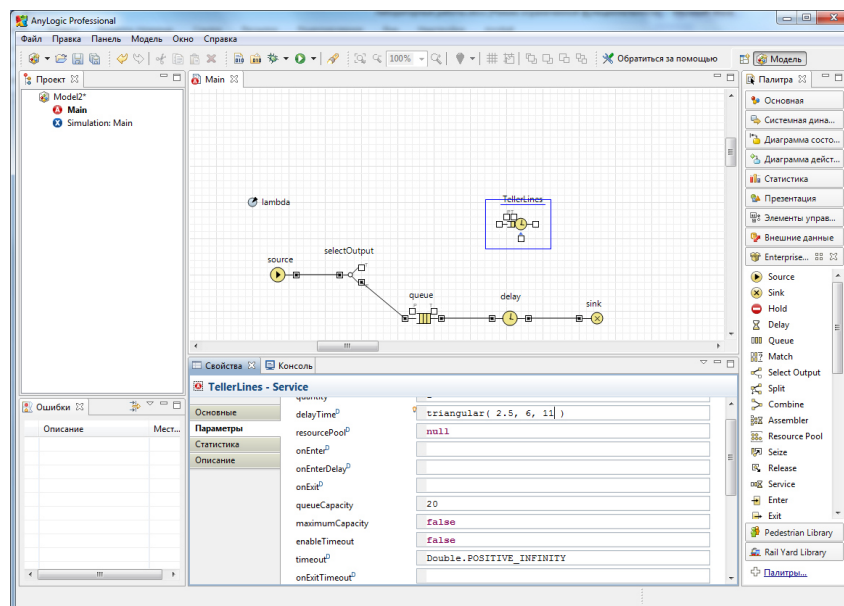 AnyLogic Professional
Файл Правка Панель Модель Окно Справка
100% Обратиться за помощью Модель
Проект
Model2*
Main
Simulation: Main
Main
lambda
TellerLines
source
selectOutput
queue
delay
sink
Палитра
Основная
Системная дина...
Диаграмма состо...
Диаграмма дейст...
Статистика
Презентация
Элементы управ...
Внешние данные
Enterprise...
Source
Sink
Hold
Delay
Queue
Match
Select Output
Split
Combine
Assembler
Resource Pool
Seize
Release
Service
Enter
Exit
Pedestrian Library
Rail Yard Library
Палитры...
Ошибки
Описание Мест...
Свойства Консоль
TellerLines - Service
Основные
Параметры
Статистика
Описание
quantity
delayTime triangular( 2.5, 6, 11 )
resourcePool null
onEnter
onEnterDelay
onExit
queueCapacity 20
maximumCapacity false
enableTimeout false
timeout Double.POSITIVE_INFINITY
onExitTimeout